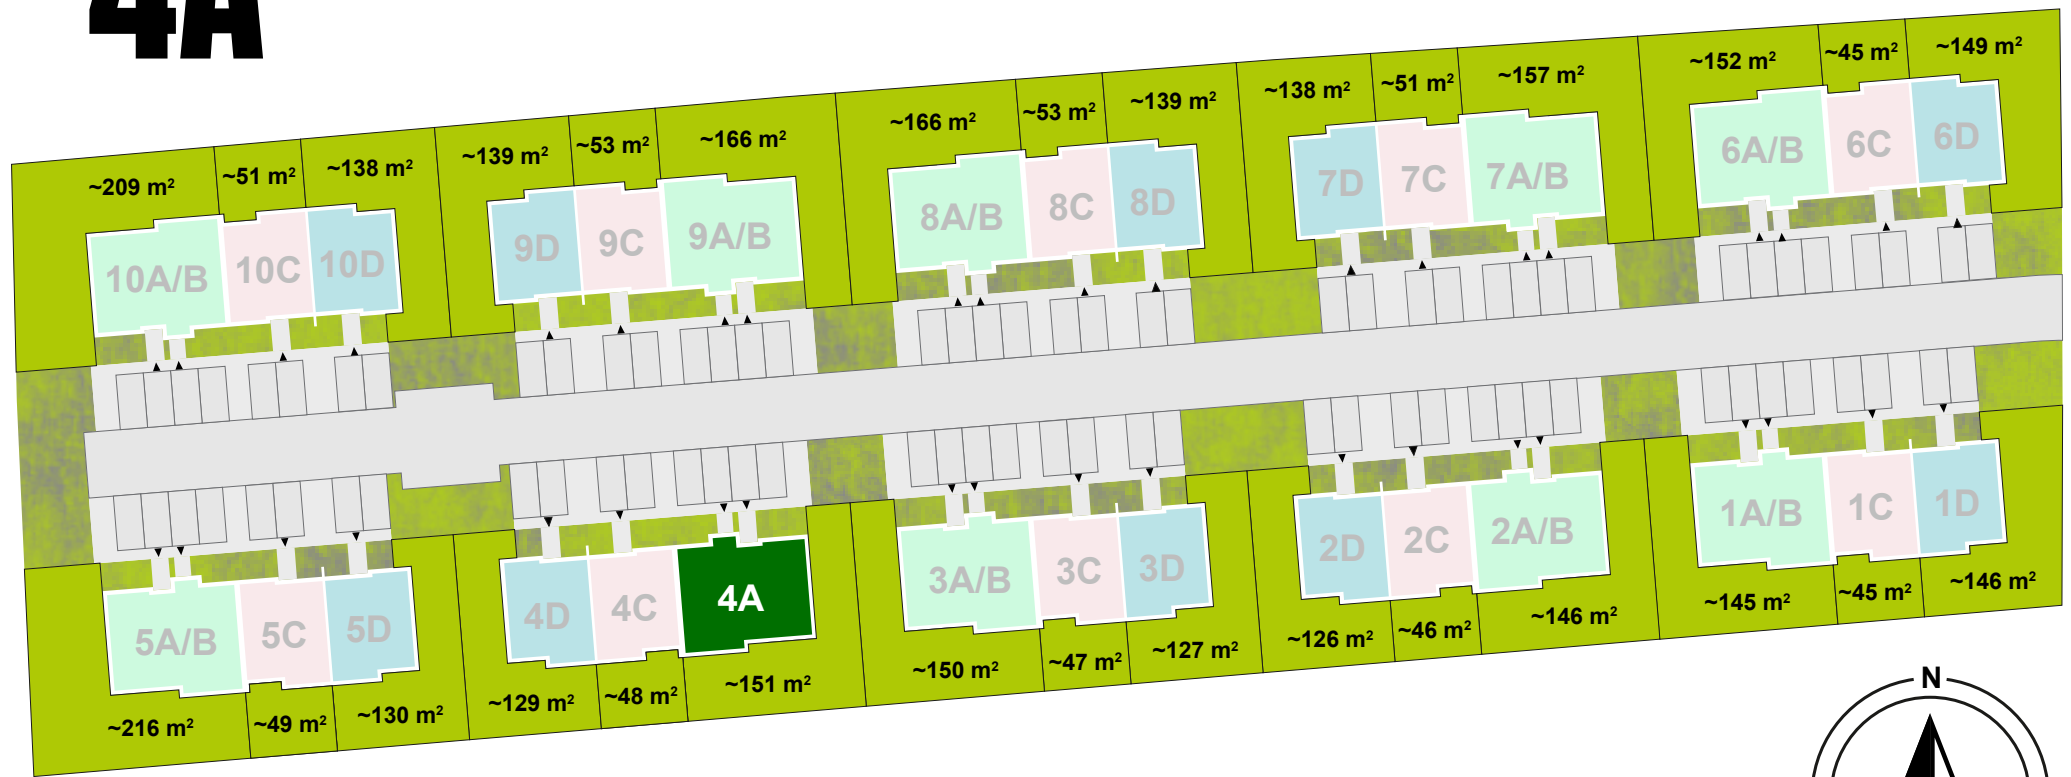 4A
~209 m²
~51 m²
~138 m²
~139 m²
~53 m²
~166 m²
~166 m²
~53 m²
~139 m²
~138 m²
~51 m²
~157 m²
~152 m²
~45 m²
~149 m²
10A/B
10C
10D
9D
9C
9A/B
8A/B
8C
8D
7D
7C
7A/B
6A/B
6C
6D
5A/B
5C
5D
4D
4C
4A
3A/B
3C
3D
2D
2C
2A/B
1A/B
1C
1D
~216 m²
~49 m²
~130 m²
~129 m²
~48 m²
~151 m²
~150 m²
~47 m²
~127 m²
~126 m²
~46 m²
~146 m²
~145 m²
~45 m²
~146 m²
N